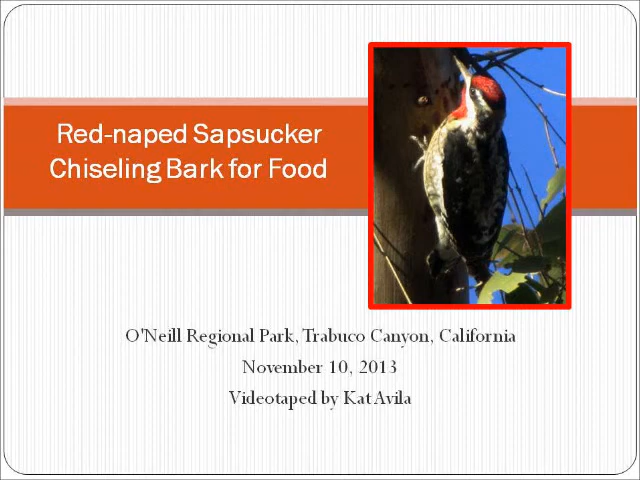 Red-naped Sapsucker
Chiseling Bark for Food
O'Neill Regional Park, Trabuco Canyon, California
November 10, 2013
Videotaped by Kat Avila